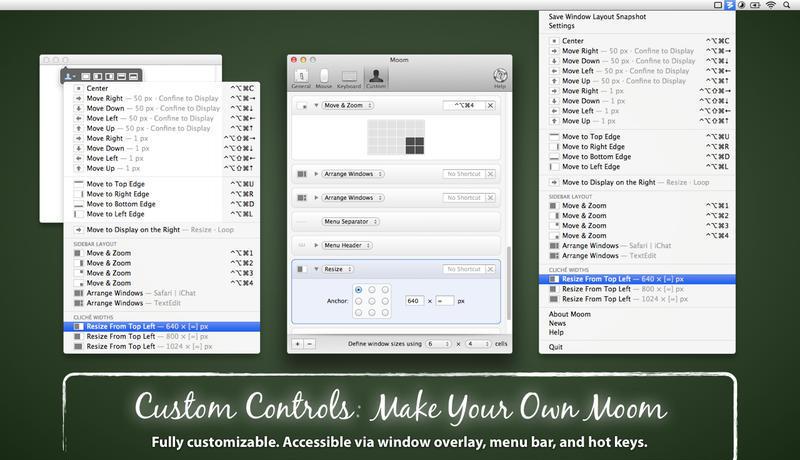 Center ^⌥⌘C
Move Right — 50 px · Confine to Display ^⌥⌘→
Move Down — 50 px · Confine to Display ^⌥⌘↓
Move Left — 50 px · Confine to Display ^⌥⌘←
Move Up — 50 px · Confine to Display ^⌥⌘↑
Move Right — 1 px ^⌥⇧⌘→
Move Down — 1 px ^⌥⇧⌘↓
Move Left — 1 px ^⌥⇧⌘←
Move Up — 1 px ^⌥⇧⌘↑
Move to Top Edge ^⌥⌘U
Move to Right Edge ^⌥⌘R
Move to Bottom Edge ^⌥⌘D
Move to Left Edge ^⌥⌘L
Move to Display on the Right — Resize · Loop
SIDEBAR LAYOUT
Move & Zoom ^⌥⌘1
Move & Zoom ^⌥⌘2
Move & Zoom ^⌥⌘3
Move & Zoom ^⌥⌘4
Arrange Windows — Safari | iChat
Arrange Windows — TextEdit
CLICHÉ WIDTHS
Resize From Top Left — 640 × [=] px
Resize From Top Left — 800 × [=] px
Resize From Top Left — 1024 × [=] px
Moom
General Mouse Keyboard Custom Help
Move & Zoom ^⌥⌘4
Arrange Windows No Shortcut
Arrange Windows No Shortcut
Menu Separator
Menu Header
Resize No Shortcut
Anchor: 640 × = px
+ − Define window sizes using 6 × 4 cells
Save Window Layout Snapshot
Settings
Center ^⌥⌘C
Move Right — 50 px · Confine to Display ^⌥⌘→
Move Down — 50 px · Confine to Display ^⌥⌘↓
Move Left — 50 px · Confine to Display ^⌥⌘←
Move Up — 50 px · Confine to Display ^⌥⌘↑
Move Right — 1 px ^⌥⇧⌘→
Move Down — 1 px ^⌥⇧⌘↓
Move Left — 1 px ^⌥⇧⌘←
Move Up — 1 px ^⌥⇧⌘↑
Move to Top Edge ^⌥⌘U
Move to Right Edge ^⌥⌘R
Move to Bottom Edge ^⌥⌘D
Move to Left Edge ^⌥⌘L
Move to Display on the Right — Resize · Loop
SIDEBAR LAYOUT
Move & Zoom ^⌥⌘1
Move & Zoom ^⌥⌘2
Move & Zoom ^⌥⌘3
Move & Zoom ^⌥⌘4
Arrange Windows — Safari | iChat
Arrange Windows — TextEdit
CLICHÉ WIDTHS
Resize From Top Left — 640 × [=] px
Resize From Top Left — 800 × [=] px
Resize From Top Left — 1024 × [=] px
About Moom
News
Help
Quit
Custom Controls: Make Your Own Moom
Fully customizable. Accessible via window overlay, menu bar, and hot keys.